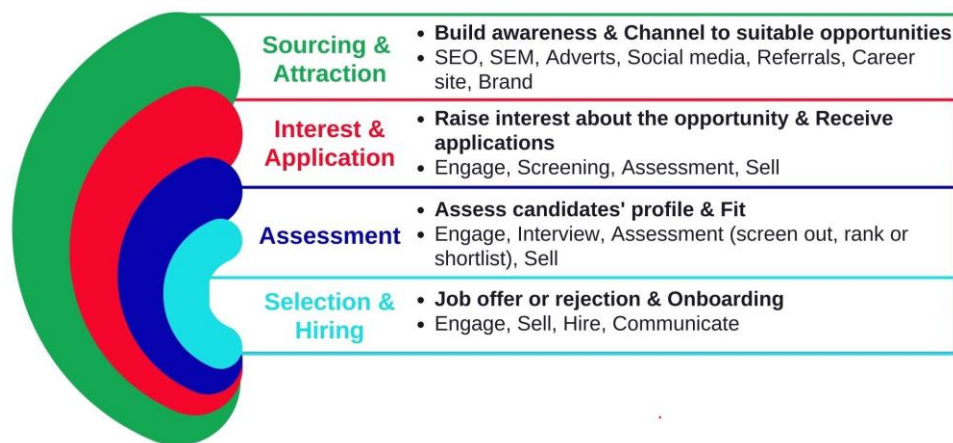 Sourcing &
Attraction
• Build awareness & Channel to suitable opportunities
• SEO, SEM, Adverts, Social media, Referrals, Career
site, Brand
Interest &
Application
• Raise interest about the opportunity & Receive
applications
• Engage, Screening, Assessment, Sell
Assessment
• Assess candidates' profile & Fit
• Engage, Interview, Assessment (screen out, rank or
shortlist), Sell
Selection &
Hiring
• Job offer or rejection & Onboarding
• Engage, Sell, Hire, Communicate